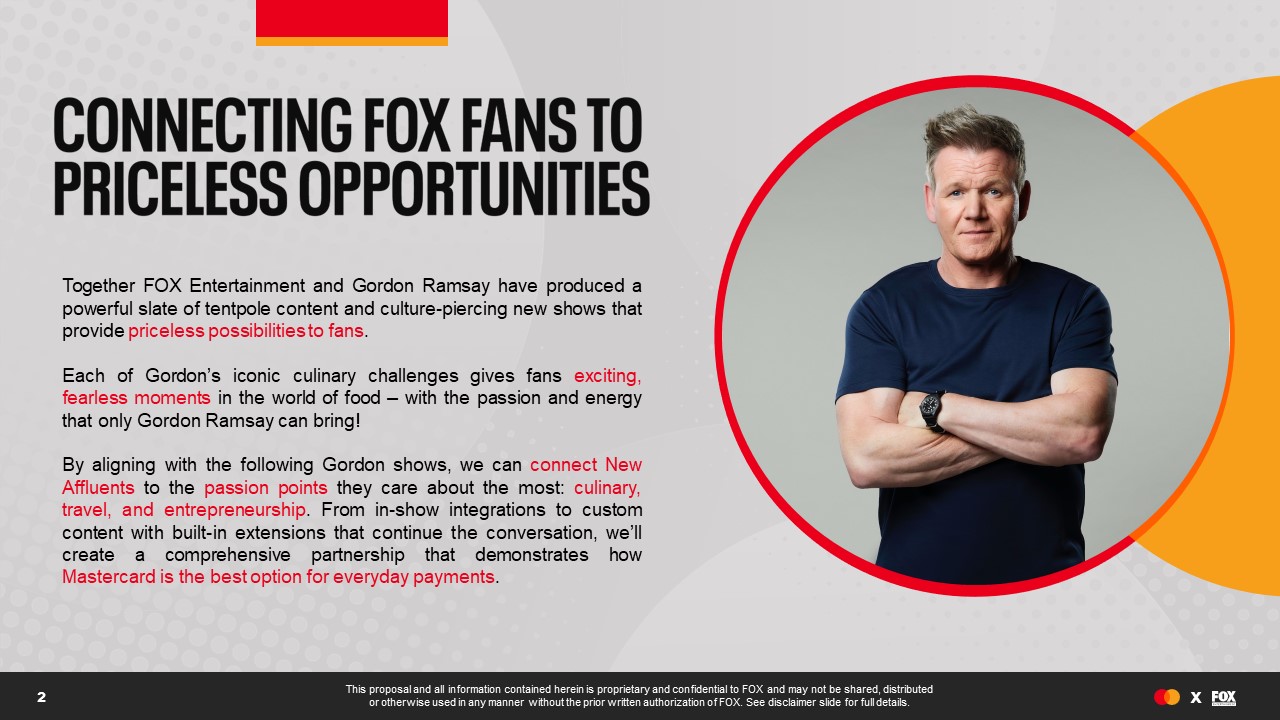 CONNECTING FOX FANS TO
PRICELESS OPPORTUNITIES
Together FOX Entertainment and Gordon Ramsay have produced a
powerful slate of tentpole content and culture-piercing new shows that
provide priceless possibilities to fans.
Each of Gordon’s iconic culinary challenges gives fans exciting,
fearless moments in the world of food – with the passion and energy
that only Gordon Ramsay can bring!
By aligning with the following Gordon shows, we can connect New
Affluents to the passion points they care about the most: culinary,
travel, and entrepreneurship. From in-show integrations to custom
content with built-in extensions that continue the conversation, we’ll
create a comprehensive partnership that demonstrates how
Mastercard is the best option for everyday payments.
2
This proposal and all information contained herein is proprietary and confidential to FOX and may not be shared, distributed
or otherwise used in any manner without the prior written authorization of FOX. See disclaimer slide for full details.
X
FOX